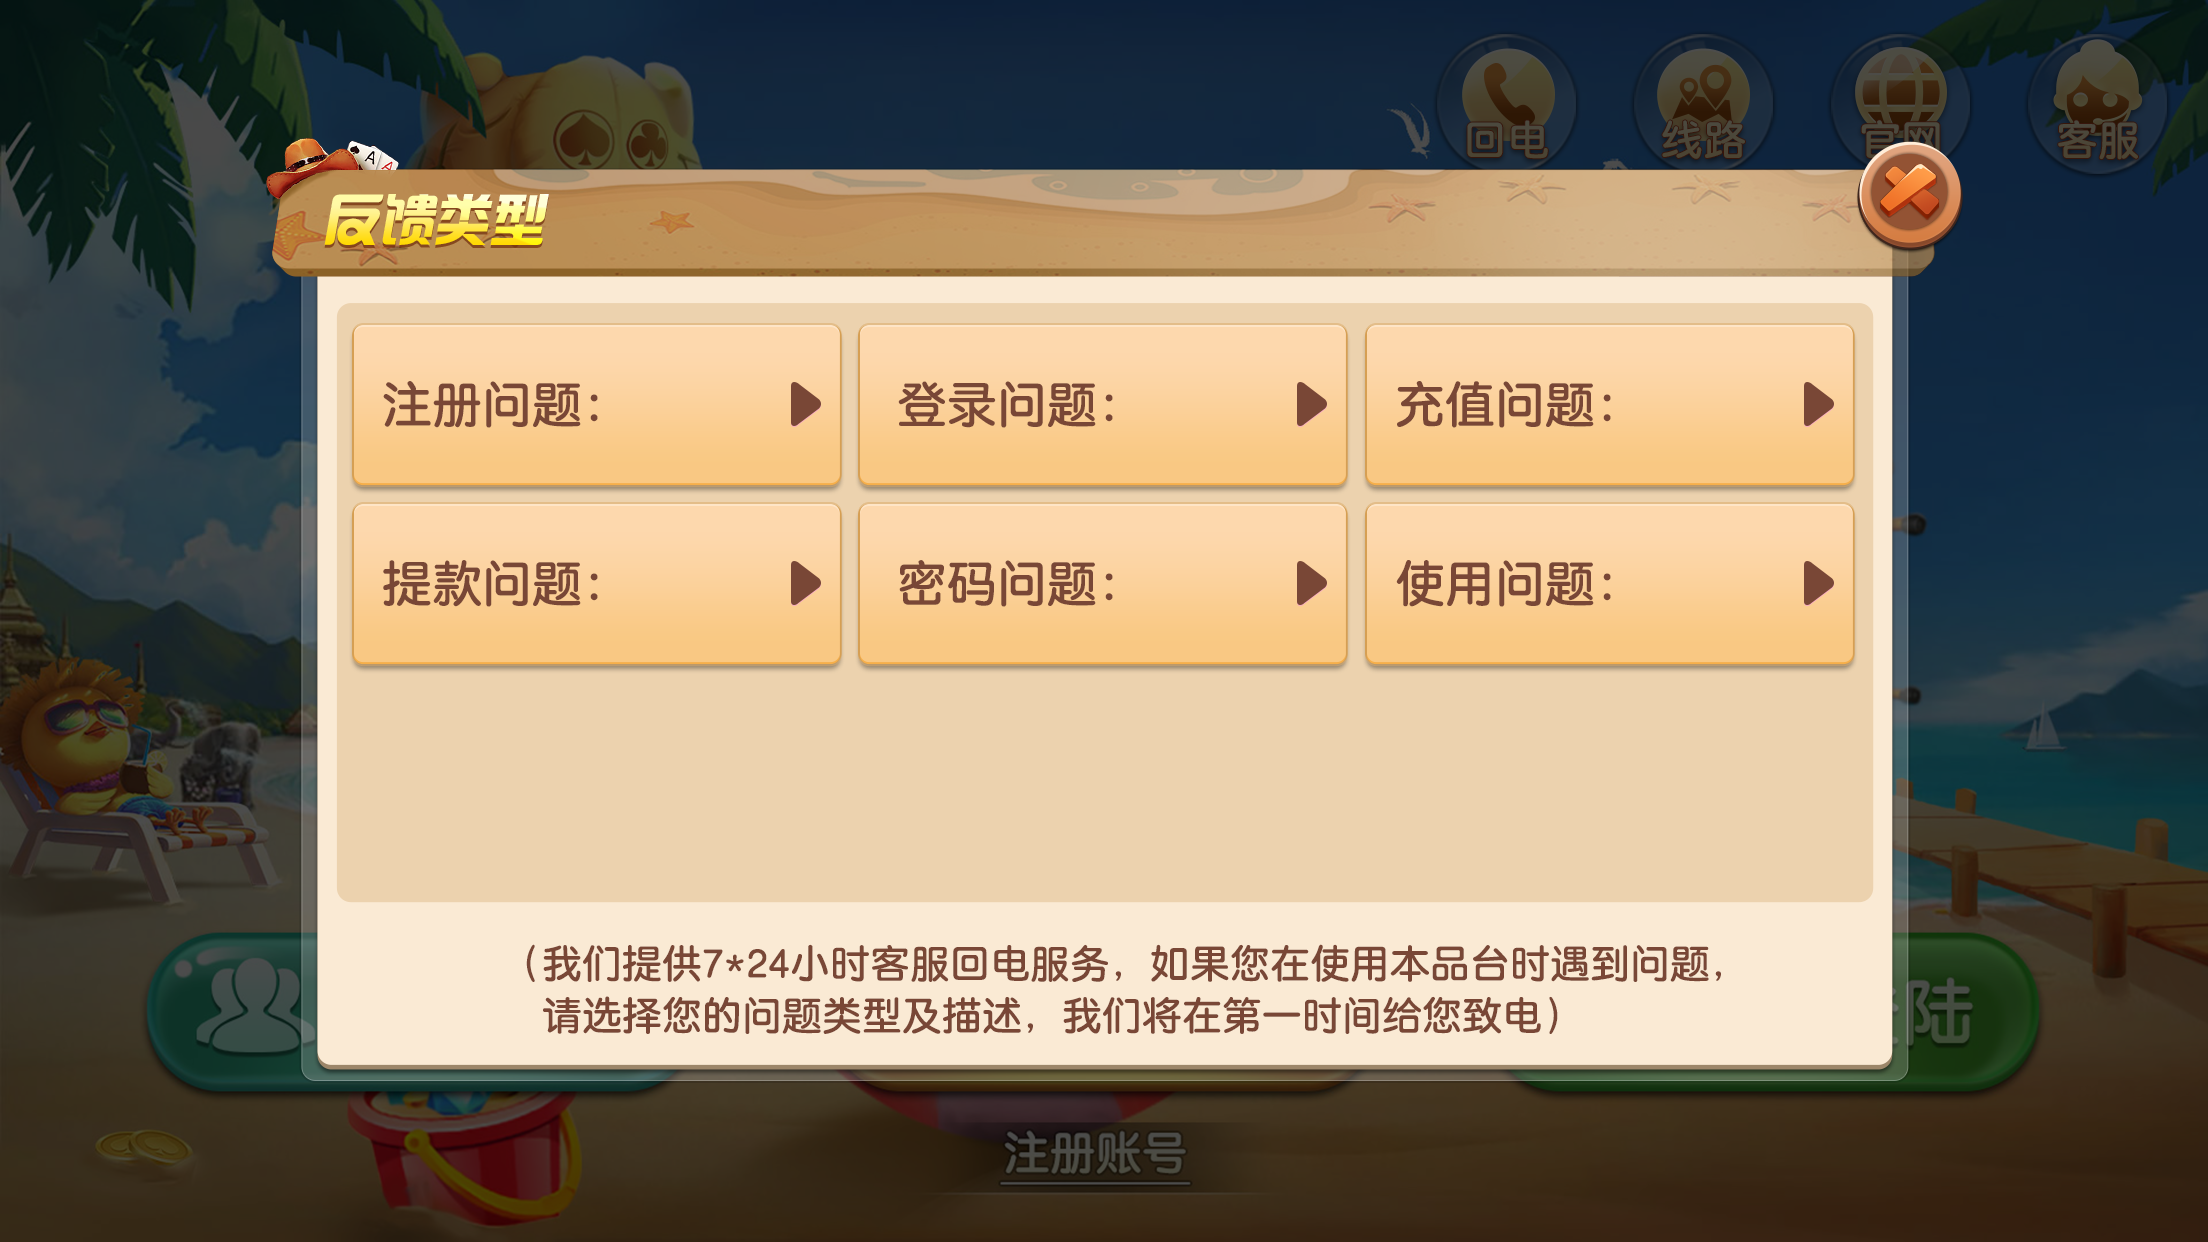 回电
线路
官网
客服
A
A
反馈类型
注册问题：
登录问题：
充值问题：
提款问题：
密码问题：
使用问题：
（我们提供7*24小时客服回电服务，如果您在使用本品台时遇到问题，
请选择您的问题类型及描述，我们将在第一时间给您致电）
陆
注册账号